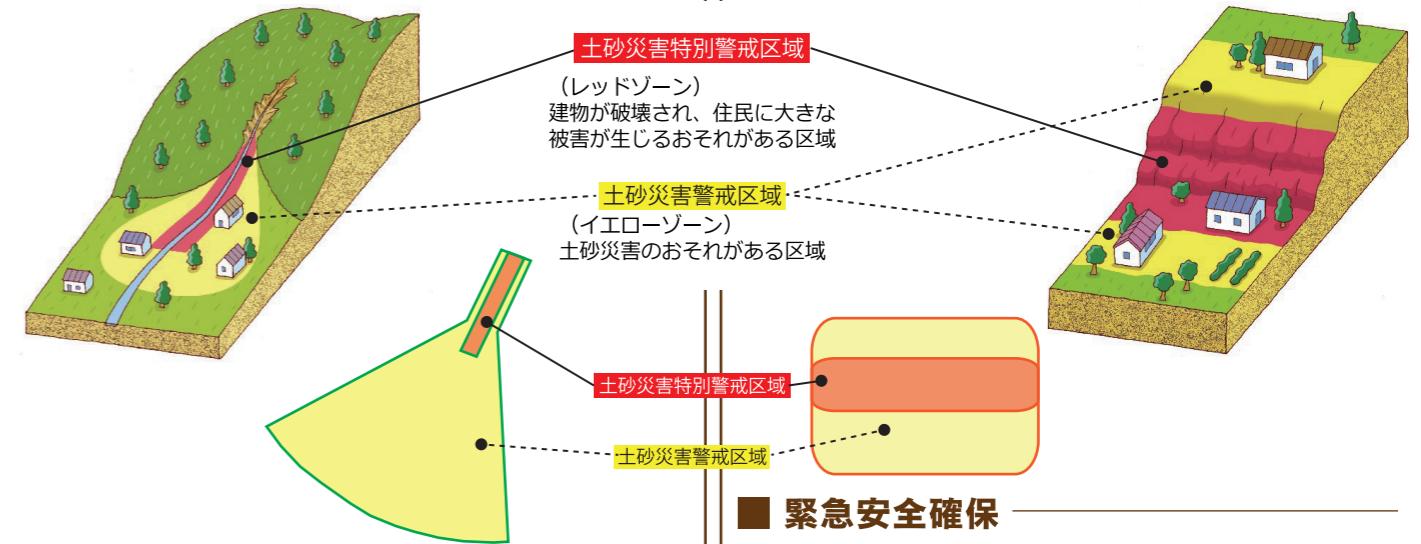 土砂災害特別警戒区域
（レッドゾーン）
建物が破壊され、住民に大きな
被害が生じるおそれがある区域
土砂災害警戒区域
（イエローゾーン）
土砂災害のおそれがある区域
土砂災害特別警戒区域
土砂災害警戒区域
■ 緊急安全確保